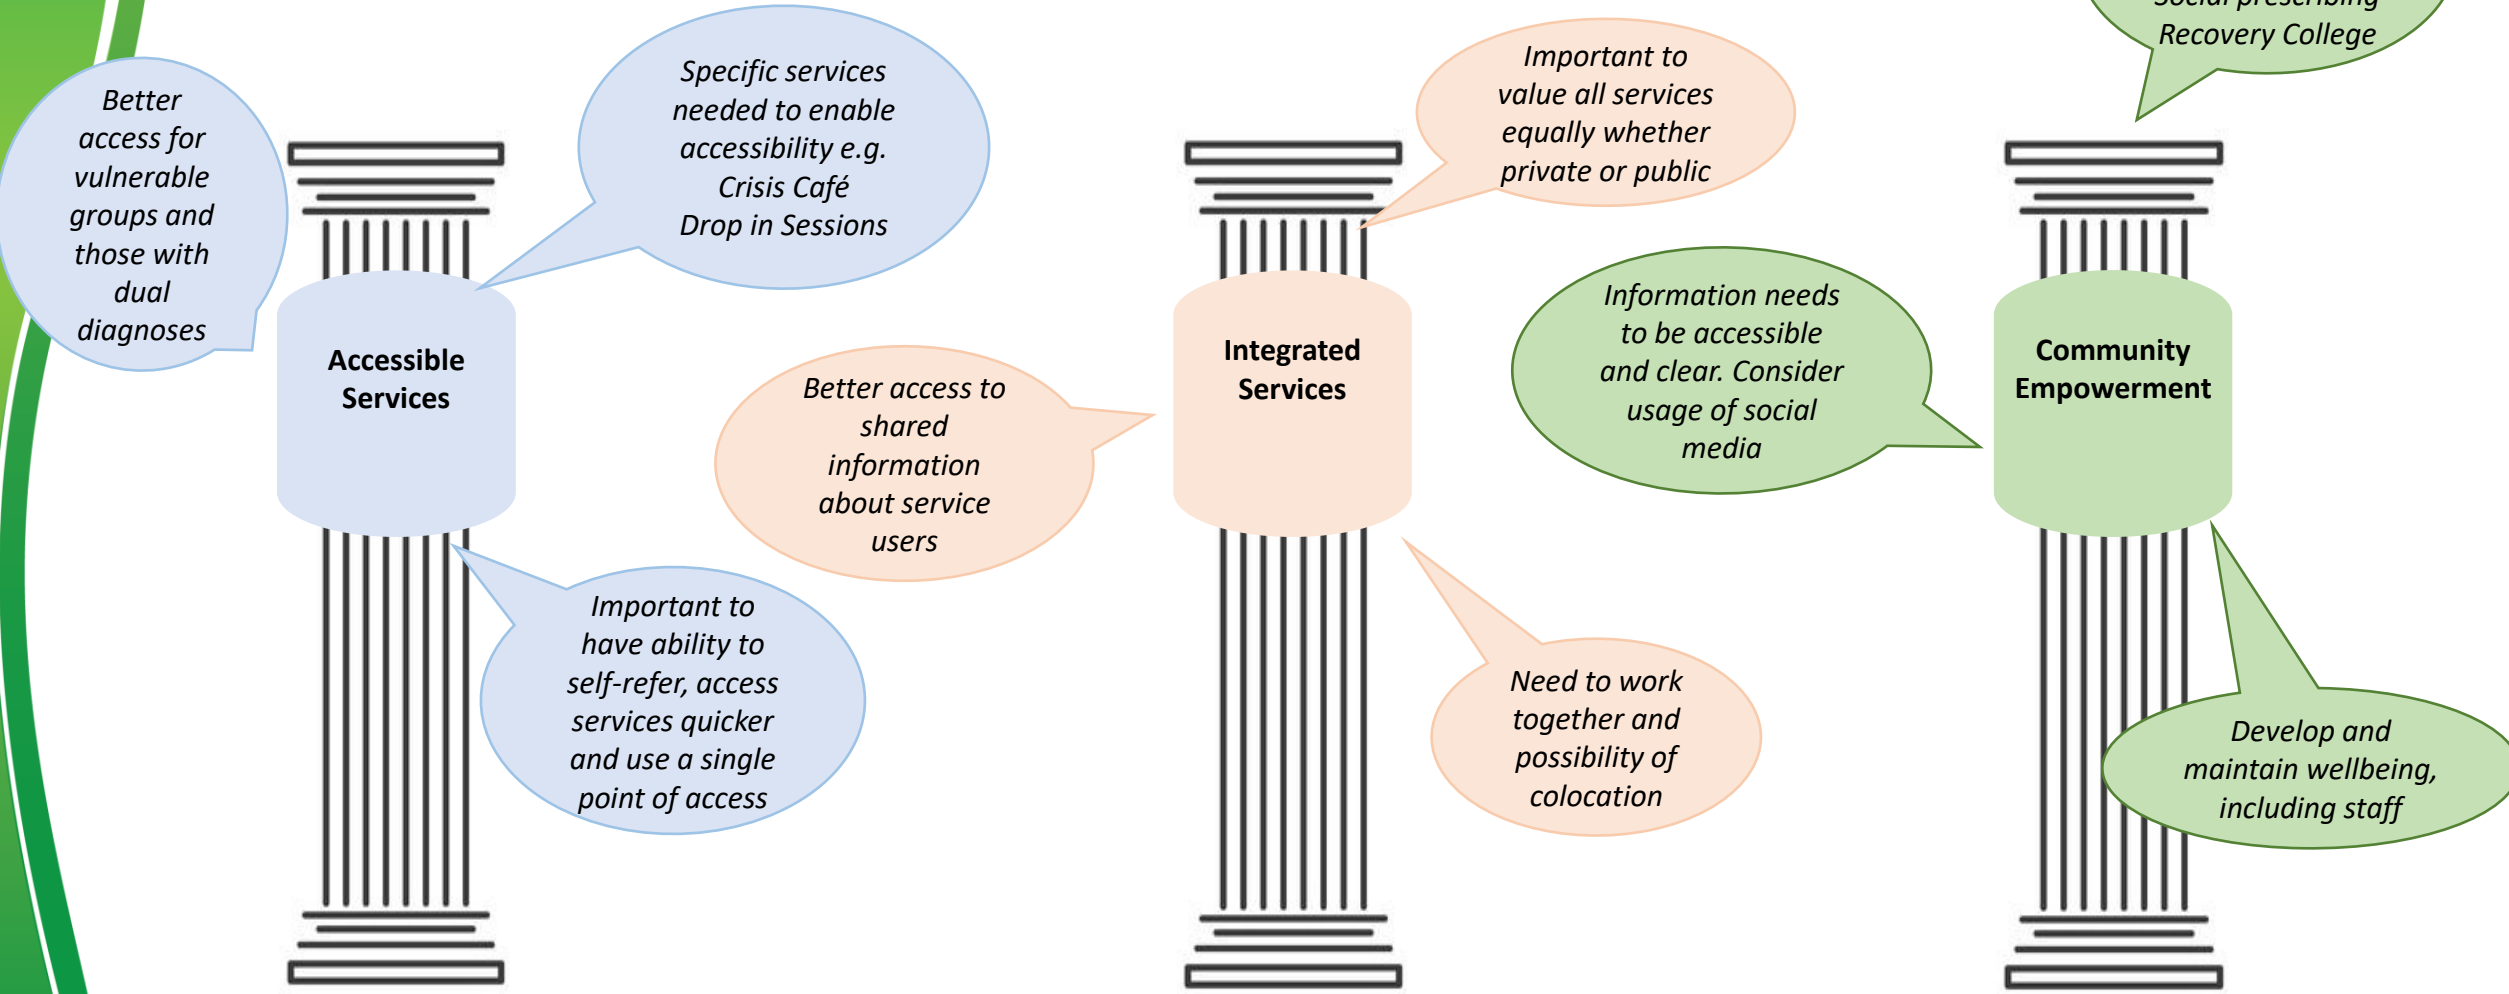 Better
access for
vulnerable
groups and
those with
dual
diagnoses
Specific services
needed to enable
accessibility e.g.
Crisis Café
Drop in Sessions
Accessible
Services
Important to
have ability to
self-refer, access
services quicker
and use a single
point of access
Important to
value all services
equally whether
private or public
Better access to
shared
information
about service
users
Integrated
Services
Need to work
together and
possibility of
colocation
Social prescribing
Recovery College
Information needs
to be accessible
and clear. Consider
usage of social
media
Community
Empowerment
Develop and
maintain wellbeing,
including staff